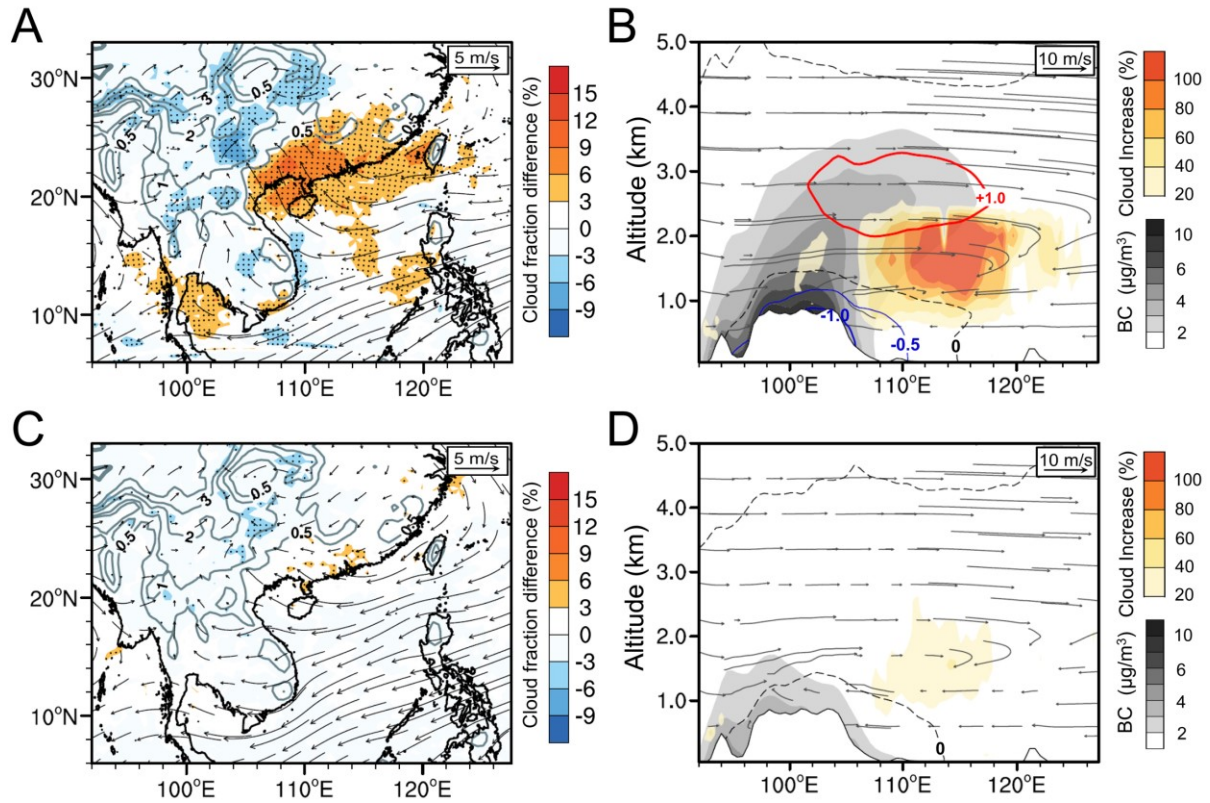 A
5 m/s
30°N
20°N
10°N
100°E
110°E
120°E
0.5
3
0.5
2
1
0.5
0.5
Cloud fraction difference (%)
15
12
9
6
3
0
-3
-6
-9
B
10 m/s
5.0
4.0
3.0
2.0
1.0
Altitude (km)
100°E
110°E
120°E
+1.0
-1.0
-0.5
0
Cloud Increase (%)
100
80
60
40
20
BC (μg/m³)
10
6
4
2
C
5 m/s
30°N
20°N
10°N
100°E
110°E
120°E
0.5
3
0.5
2
1
0.5
0.5
Cloud fraction difference (%)
15
12
9
6
3
0
-3
-6
-9
D
10 m/s
5.0
4.0
3.0
2.0
1.0
Altitude (km)
100°E
110°E
120°E
0
Cloud Increase (%)
100
80
60
40
20
BC (μg/m³)
10
6
4
2